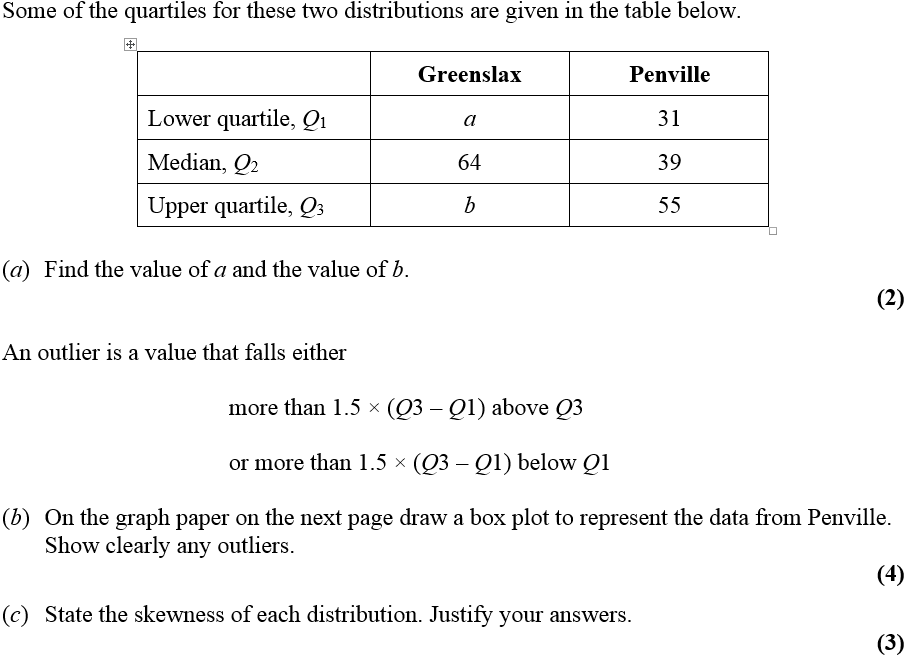 Some of the quartiles for these two distributions are given in the table below.
Greenslax Penville
Lower quartile, Q1 a 31
Median, Q2 64 39
Upper quartile, Q3 b 55
(a) Find the value of a and the value of b.
(2)
An outlier is a value that falls either
more than 1.5 × (Q3 – Q1) above Q3
or more than 1.5 × (Q3 – Q1) below Q1
(b) On the graph paper on the next page draw a box plot to represent the data from Penville.
Show clearly any outliers.
(4)
(c) State the skewness of each distribution. Justify your answers.
(3)